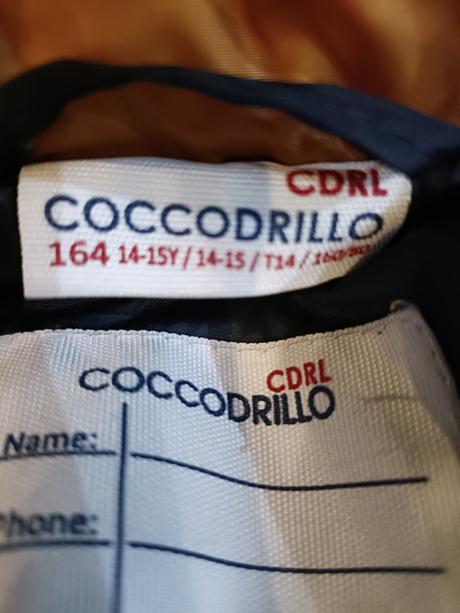 CDRL
COCCODRILLO
164 14-15Y / 14-15 / T14 /
CDRL
COCCODRILLO
Name:
Phone: